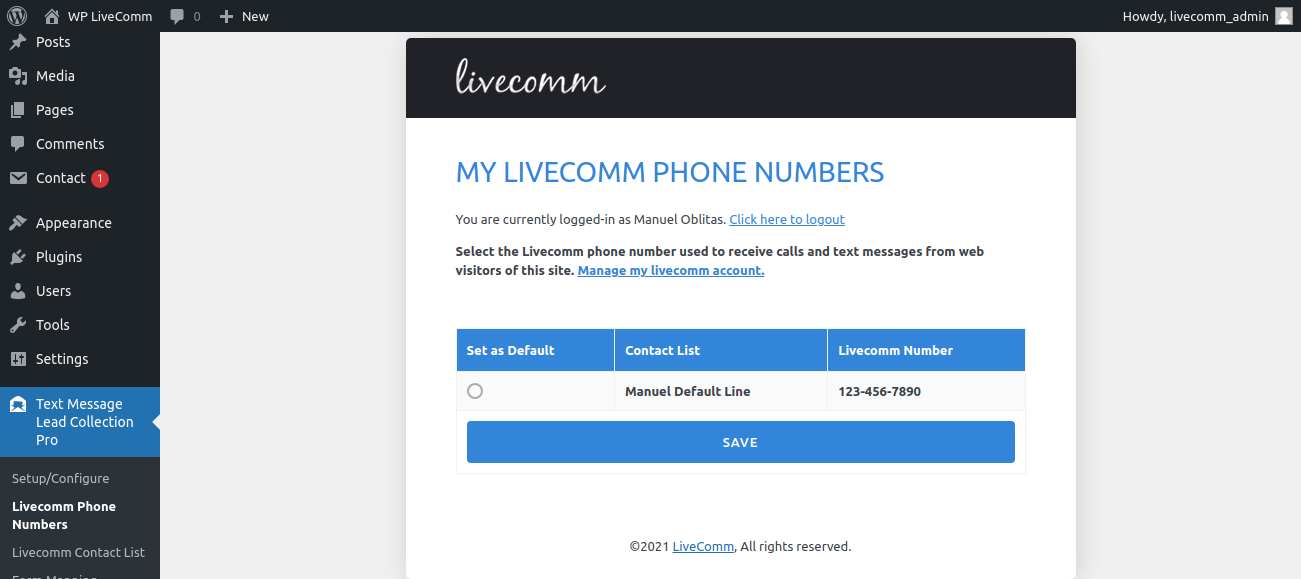 WP LiveComm 0 New Howdy, livecomm_admin
Posts
Media
Pages
Comments
Contact 1
Appearance
Plugins
Users
Tools
Settings
Text Message
Lead Collection
Pro
Setup/Configure
Livecomm Phone
Numbers
Livecomm Contact List
Form Mapping
livecomm
MY LIVECOMM PHONE NUMBERS
You are currently logged-in as Manuel Oblitas. Click here to logout
Select the Livecomm phone number used to receive calls and text messages from web
visitors of this site. Manage my livecomm account.
Set as Default Contact List Livecomm Number
Manuel Default Line 123-456-7890
SAVE
©2021 LiveComm, All rights reserved.